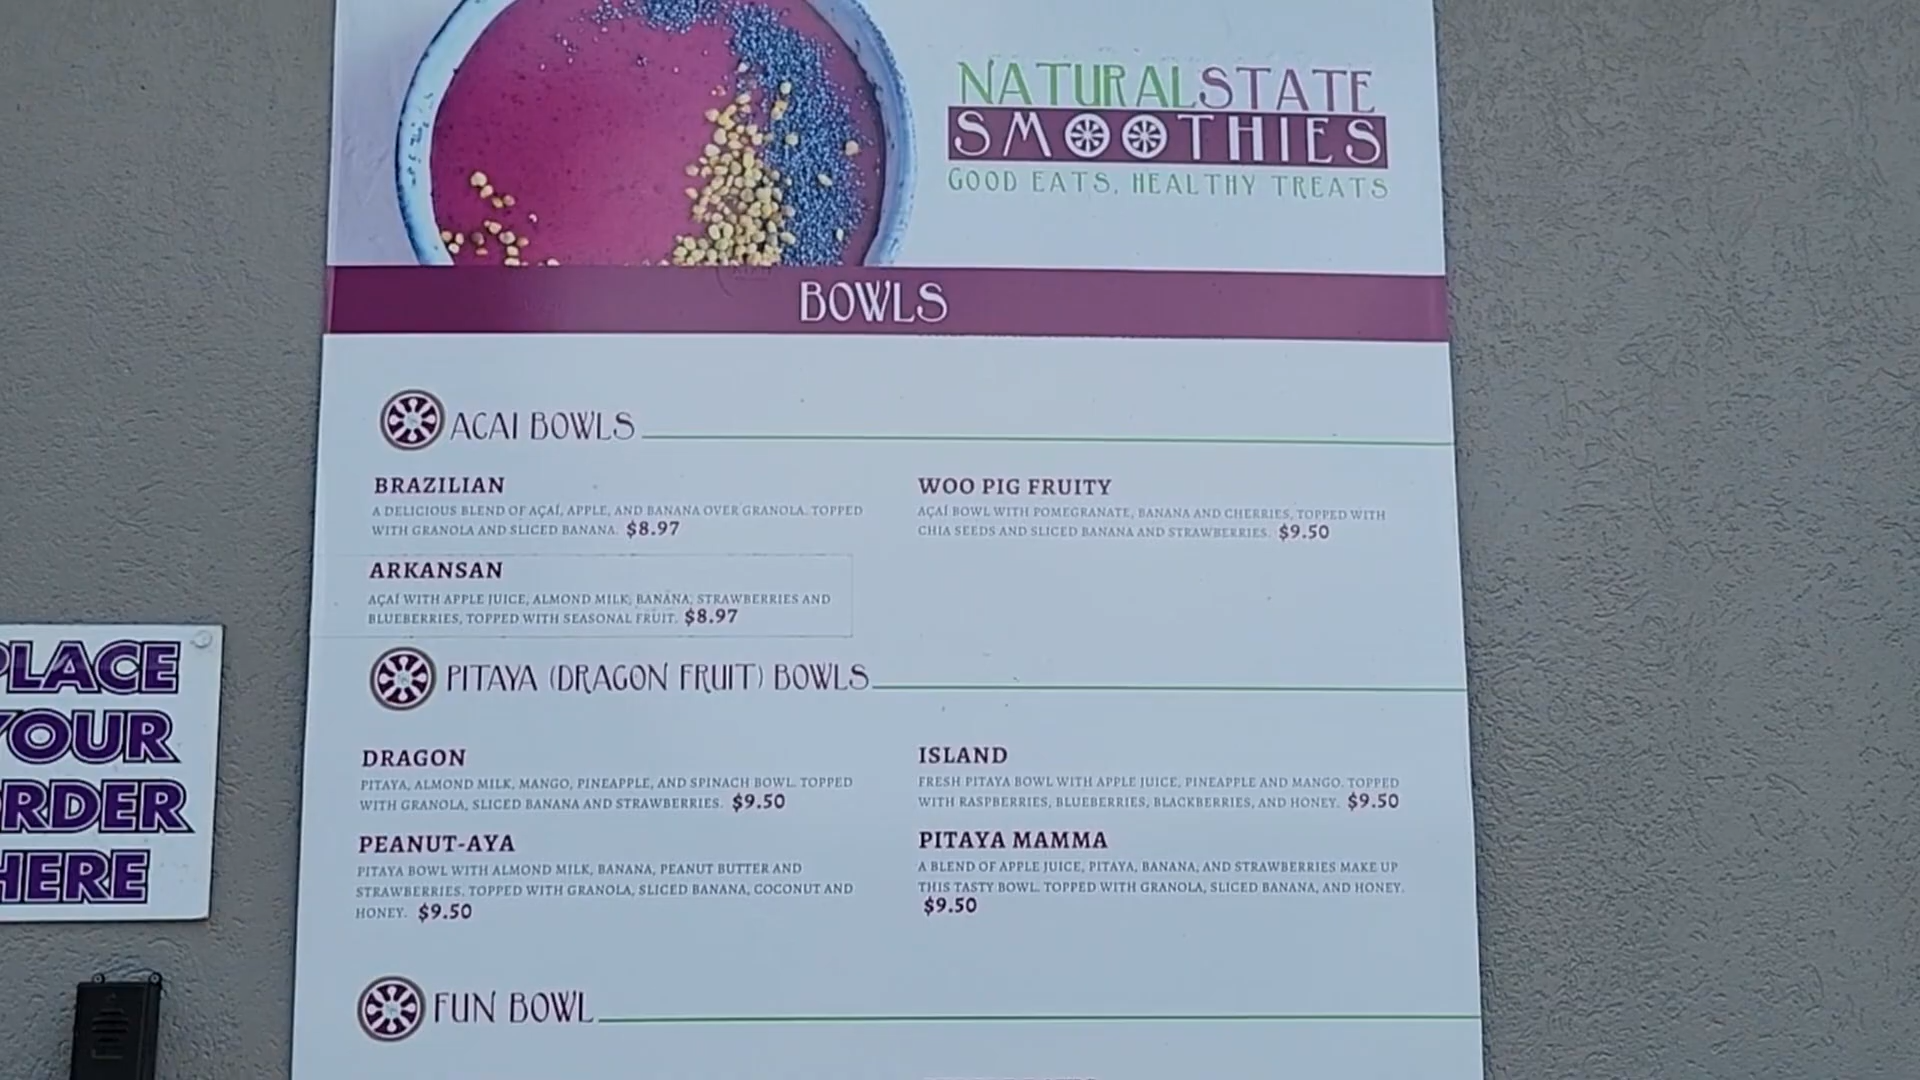 NATURALSTATE
SMOOTHIES
GOOD EATS, HEALTHY TREATS
BOWLS
ACAI BOWLS
BRAZILIAN
A DELICIOUS BLEND OF AÇAÍ, APPLE, AND BANANA OVER GRANOLA. TOPPED
WITH GRANOLA AND SLICED BANANA. $8.97
ARKANSAN
AÇAÍ WITH APPLE JUICE, ALMOND MILK, BANANA, STRAWBERRIES AND
BLUEBERRIES, TOPPED WITH SEASONAL FRUIT. $8.97
WOO PIG FRUITY
AÇAÍ BOWL WITH POMEGRANATE, BANANA AND CHERRIES, TOPPED WITH
CHIA SEEDS AND SLICED BANANA AND STRAWBERRIES. $9.50
PITAYA (DRAGON FRUIT) BOWLS
DRAGON
PITAYA, ALMOND MILK, MANGO, PINEAPPLE, AND SPINACH BOWL. TOPPED
WITH GRANOLA, SLICED BANANA AND STRAWBERRIES. $9.50
PEANUT-AYA
PITAYA BOWL WITH ALMOND MILK, BANANA, PEANUT BUTTER AND
STRAWBERRIES. TOPPED WITH GRANOLA, SLICED BANANA, COCONUT AND
HONEY. $9.50
ISLAND
FRESH PITAYA BOWL WITH APPLE JUICE, PINEAPPLE AND MANGO. TOPPED
WITH RASPBERRIES, BLUEBERRIES, BLACKBERRIES, AND HONEY. $9.50
PITAYA MAMMA
A BLEND OF APPLE JUICE, PITAYA, BANANA, AND STRAWBERRIES MAKE UP
THIS TASTY BOWL. TOPPED WITH GRANOLA, SLICED BANANA, AND HONEY.
$9.50
FUN BOWL
PLACE
YOUR
ORDER
HERE